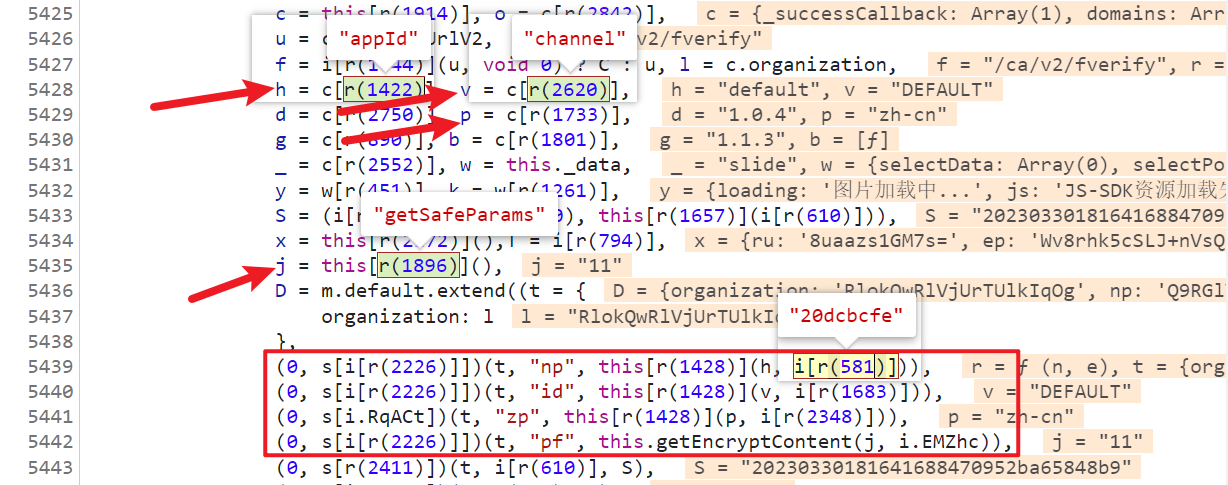 c = this[r(1914)], o = c[r(2842)], c = {_successCallback: Array(1), domains: Arr
5426 u = c UrlV2, v2/fverify"
5427 f = i[r(1744)](u, void 0) ? C : u, l = c.organization, f = "/ca/v2/fverify", r =
5428 h = c[r(1422)], v = c[r(2620)], h = "default", v = "DEFAULT"
5429 d = c[r(2750)] p = c[r(1733)], d = "1.0.4", p = "zh-cn"
5430 g = c[r(890)], b = c[r(1801)], g = "1.1.3", b = [ƒ]
5431 _ = c[r(2552)], w = this._data, _ = "slide", w = {selectData: Array(0), selectPo
5432 y = w[r(451)], k = w[r(1261)], y = {loading: '图片加载中...', js: 'JS-SDK资源加载失
5433 S = (i[r 0), this[r(1657)](i[r(610)])), S = "202303301816416884709
5434 x = this[r( 72)](), = i[r(794)], x = {ru: '8uaazs1GM7s=', ep: 'Wv8rhk5cSLJ+nVsQ
5435 j = this[r(1896)](), j = "11"
5436 D = m.default.extend((t = { D = {organization: 'RlokQwRlVjUrTUlkIqOg', np: 'Q9RGl
5437 organization: l l = "RlokQwRlVjUrTUlkIq
5438 },
5439 (0, s[i[r(2226)]])(t, "np", this[r(1428)](h, i[r(581)])), r = ƒ (n, e), t = {org
5440 (0, s[i[r(2226)]])(t, "id", this[r(1428)](v, i[r(1683)])), v = "DEFAULT"
5441 (0, s[i.RqACt])(t, "zp", this[r(1428)](p, i[r(2348)])), p = "zh-cn"
5442 (0, s[i[r(2226)]])(t, "pf", this.getEncryptContent(j, i.EMZhc)), j = "11"
5443 (0, s[r(2411)])(t, i[r(610)], S), S = "20230330181641688470952ba65848b9"
"appId"
"channel"
"getSafeParams"
"20dcbcfe"